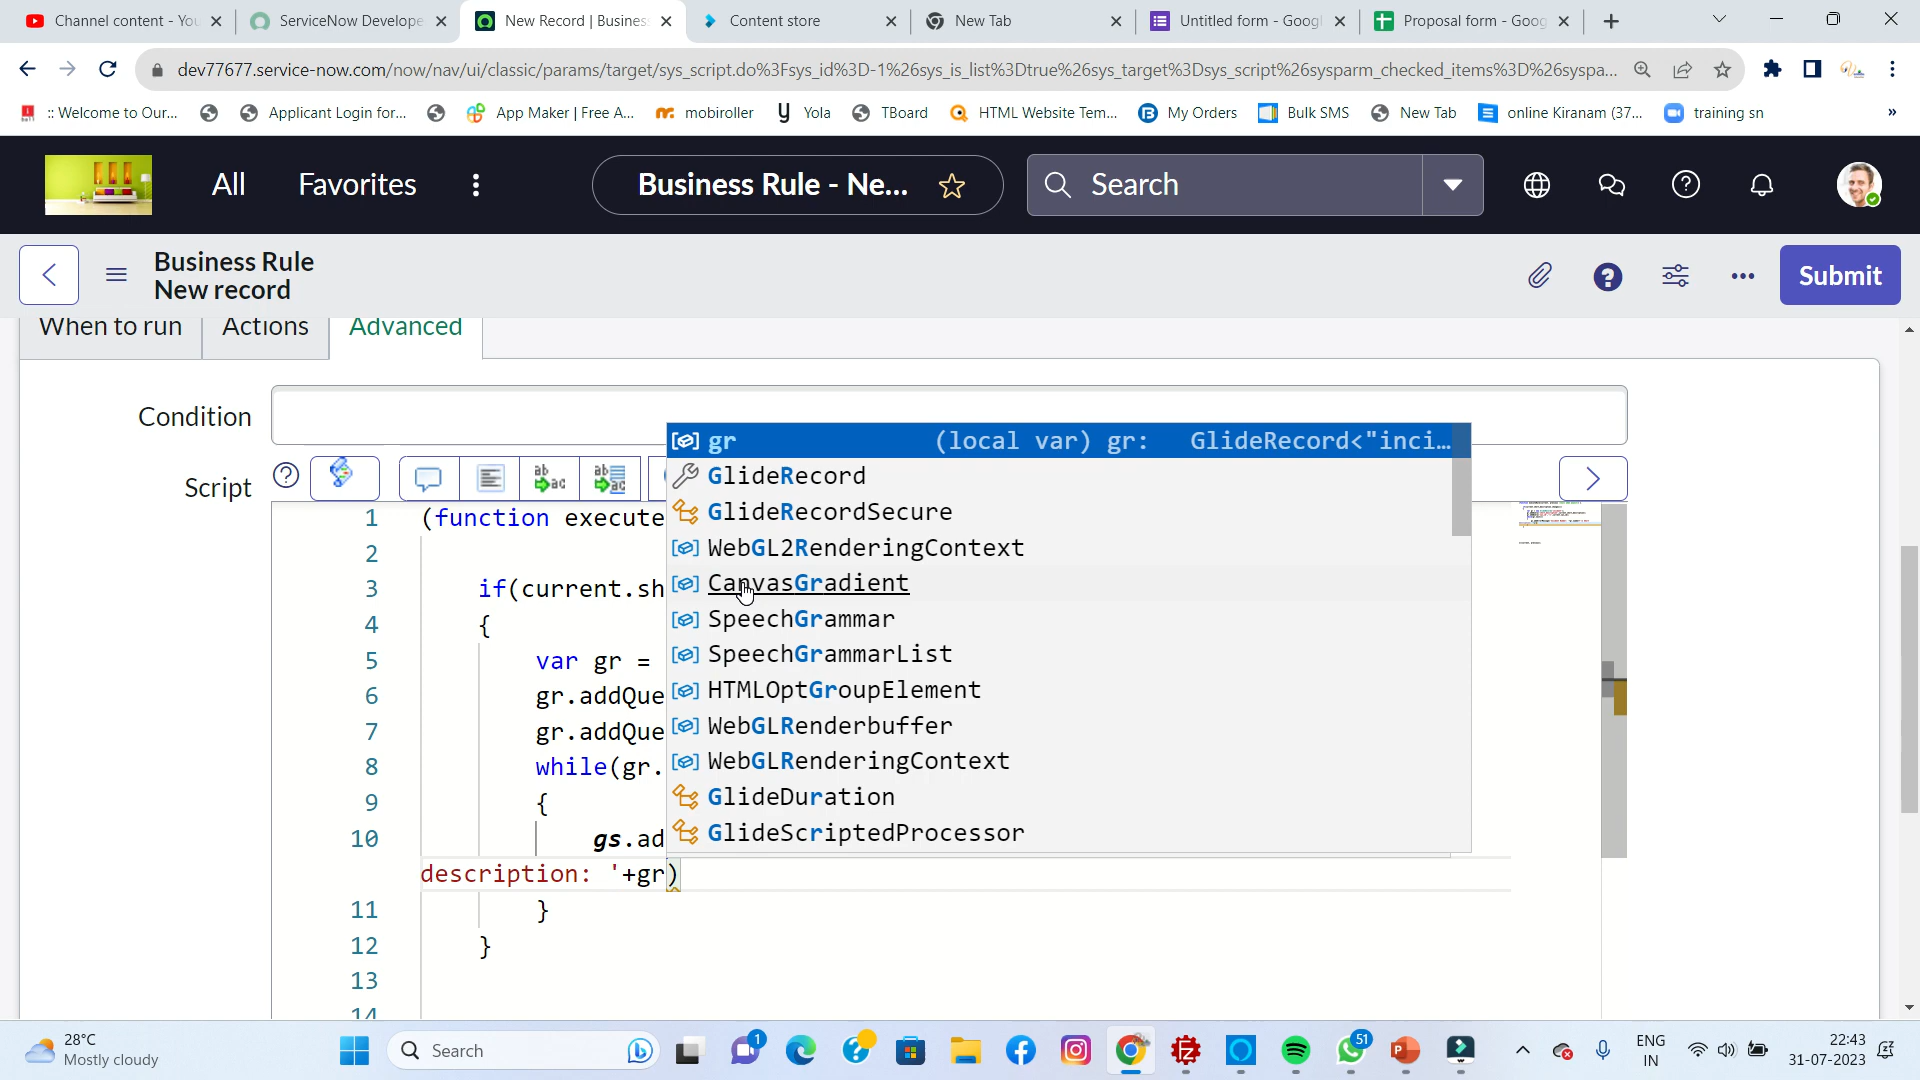 Channel content - You
ServiceNow Develope
New Record | Busines
Content store
New Tab
Untitled form - Googl
Proposal form - Goog
dev77677.service-now.com/now/nav/ui/classic/params/target/sys_script.do%3Fsys_id%3D-1%26sys_is_list%3Dtrue%26sys_target%3Dsys_script%26sysparm_checked_items%3D%26syspa...
:: Welcome to Our...
Applicant Login for...
App Maker | Free A...
mobiroller
Yola
TBoard
HTML Website Tem...
My Orders
Bulk SMS
New Tab
online Kiranam (37...
training sn
»
All
Favorites
Business Rule - Ne...
Search
Business Rule
New record
Submit
When to run
Actions
Advanced
Condition
Script
gr (local var) gr: GlideRecord<"inci...
GlideRecord
GlideRecordSecure
WebGL2RenderingContext
CanvasGradient
SpeechGrammar
SpeechGrammarList
HTMLOptGroupElement
WebGLRenderbuffer
WebGLRenderingContext
GlideDuration
GlideScriptedProcessor
1 (function execute
2
3 if(current.sh
4 {
5 var gr =
6 gr.addQue
7 gr.addQue
8 while(gr.
9 {
10 gs.ad
description: '+gr)
11 }
12 }
13
14
28°C
Mostly cloudy
Search
1
51
ENG
IN
22:43
31-07-2023